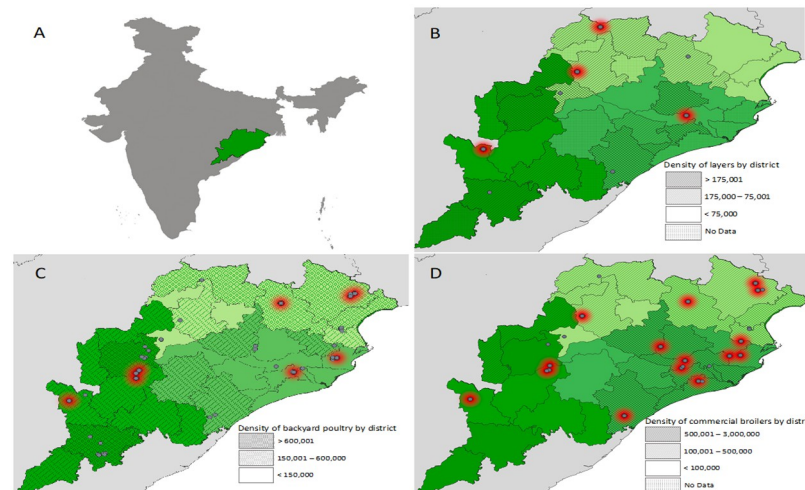 A
B
Density of layers by district
> 175,001
175,000 – 75,001
< 75,000
No Data
C
Density of backyard poultry by district
> 600,001
150,001 – 600,000
< 150,000
D
Density of commercial broilers by distri
500,001 – 3,000,000
100,001 – 500,000
< 100,000
No Data